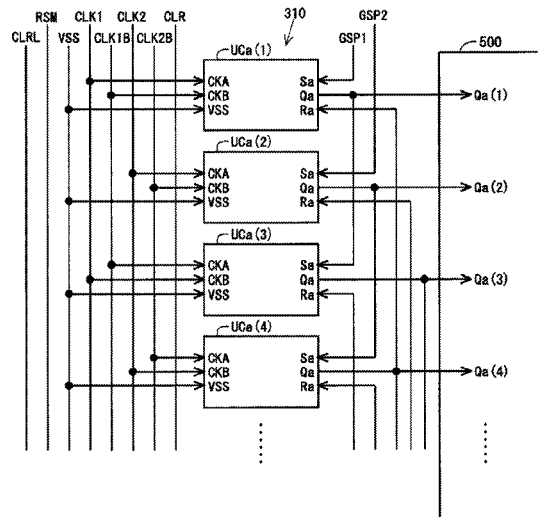 RSM CLK1 CLK2 CLR
CLRL VSS CLK1B CLK2B
310
GSP2
GSP1
500
UCa(1)
CKA Sa
CKB Qa Qa(1)
VSS Ra
UCa(2)
CKA Sa
CKB Qa Qa(2)
VSS Ra
UCa(3)
CKA Sa
CKB Qa Qa(3)
VSS Ra
UCa(4)
CKA Sa
CKB Qa Qa(4)
VSS Ra